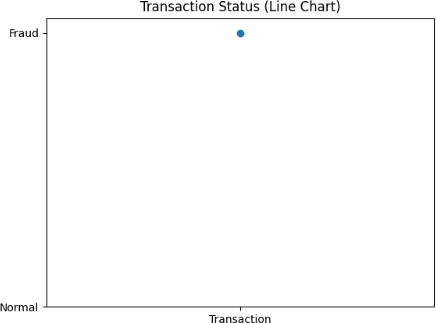 Transaction Status (Line Chart)
Fraud
Normal
Transaction